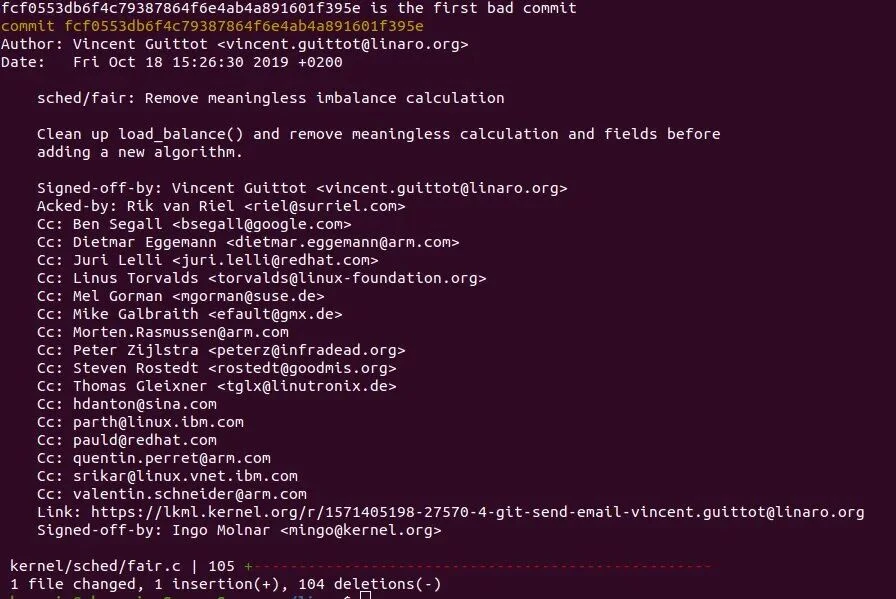 fcf0553db6f4c79387864f6e4ab4a891601f395e is the first bad commit
commit fcf0553db6f4c79387864f6e4ab4a891601f395e
Author: Vincent Guittot <vincent.guittot@linaro.org>
Date:   Fri Oct 18 15:26:30 2019 +0200
sched/fair: Remove meaningless imbalance calculation
Clean up load_balance() and remove meaningless calculation and fields before
adding a new algorithm.
Signed-off-by: Vincent Guittot <vincent.guittot@linaro.org>
Acked-by: Rik van Riel <riel@surriel.com>
Cc: Ben Segall <bsegall@google.com>
Cc: Dietmar Eggemann <dietmar.eggemann@arm.com>
Cc: Juri Lelli <juri.lelli@redhat.com>
Cc: Linus Torvalds <torvalds@linux-foundation.org>
Cc: Mel Gorman <mgorman@suse.de>
Cc: Mike Galbraith <efault@gmx.de>
Cc: Morten.Rasmussen@arm.com
Cc: Peter Zijlstra <peterz@infradead.org>
Cc: Steven Rostedt <rostedt@goodmis.org>
Cc: Thomas Gleixner <tglx@linutronix.de>
Cc: hdanton@sina.com
Cc: parth@linux.ibm.com
Cc: pauld@redhat.com
Cc: quentin.perret@arm.com
Cc: srikar@linux.vnet.ibm.com
Cc: valentin.schneider@arm.com
Link: https://lkml.kernel.org/r/1571405198-27570-4-git-send-email-vincent.guittot@linaro.org
Signed-off-by: Ingo Molnar <mingo@kernel.org>
kernel/sched/fair.c | 105 +---------------------------------------------------
1 file changed, 1 insertion(+), 104 deletions(-)